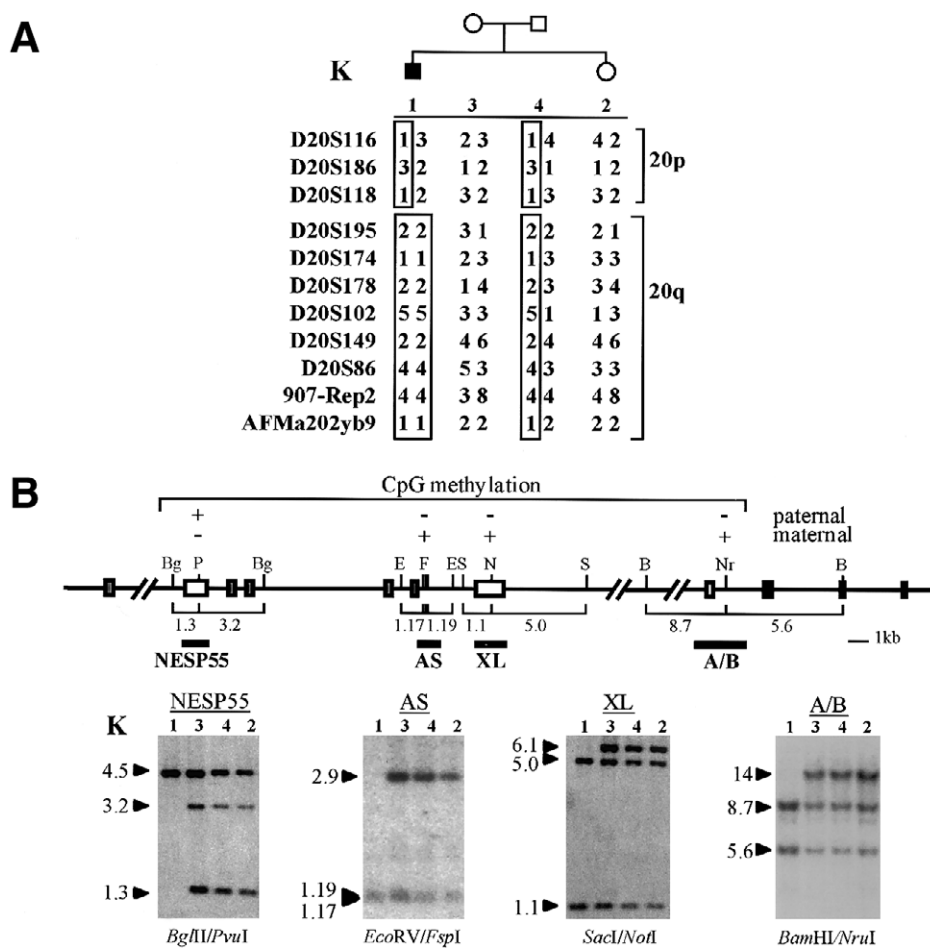 A
K
1 3 4 2
D20S116 1 3 2 3 1 4 4 2
D20S186 3 2 1 2 3 1 1 2
D20S118 1 2 3 2 1 3 3 2
20p
D20S195 2 2 3 1 2 2 2 1
D20S174 1 1 2 3 1 3 3 3
D20S178 2 2 1 4 2 3 3 4
D20S102 5 5 3 3 5 1 1 3
D20S149 2 2 4 6 2 4 4 6
D20S86 4 4 5 3 4 3 3 3
907-Rep2 4 4 3 8 4 4 4 8
AFMa202yb9 1 1 2 2 1 2 2 2
20q
B
CpG methylation
+ - - - paternal
- + + + maternal
Bg P Bg E F E S N S B Nr B
1.3 3.2 1.17 1.19 1.1 5.0 8.7 5.6
1kb
NESP55 AS XL A/B
K
NESP55
1 3 4 2
4.5
3.2
1.3
BglII/PvuI
AS
1 3 4 2
2.9
1.19
1.17
EcoRV/FspI
XL
1 3 4 2
6.1
5.0
1.1
SacI/NotI
A/B
1 3 4 2
14
8.7
5.6
BamHI/NruI